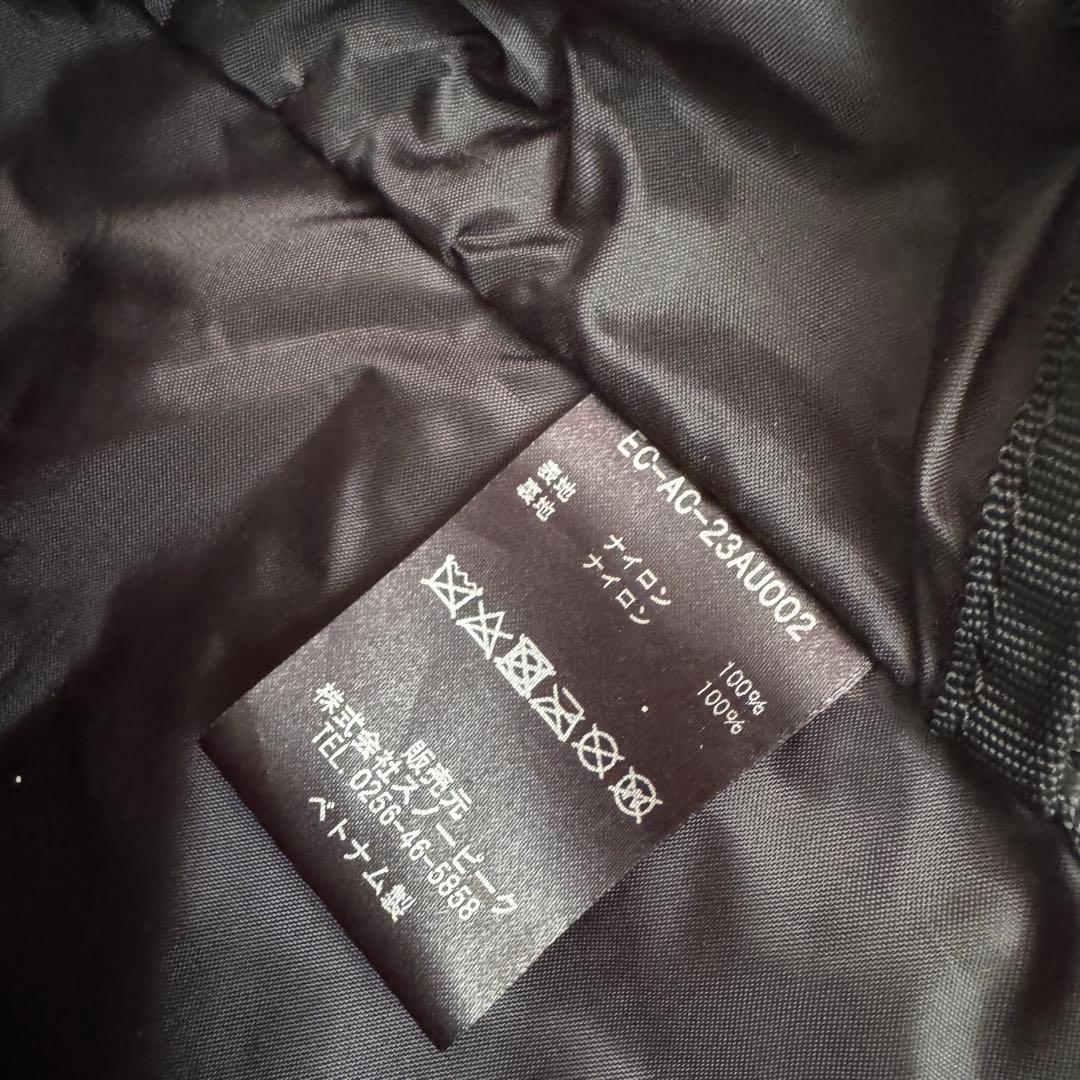 EC-AC-23AU002
表地 ナイロン 100%
裏地 ナイロン 100%
販売元
株式会社スノーピーク
TEL 0256-46-5858
ベトナム製